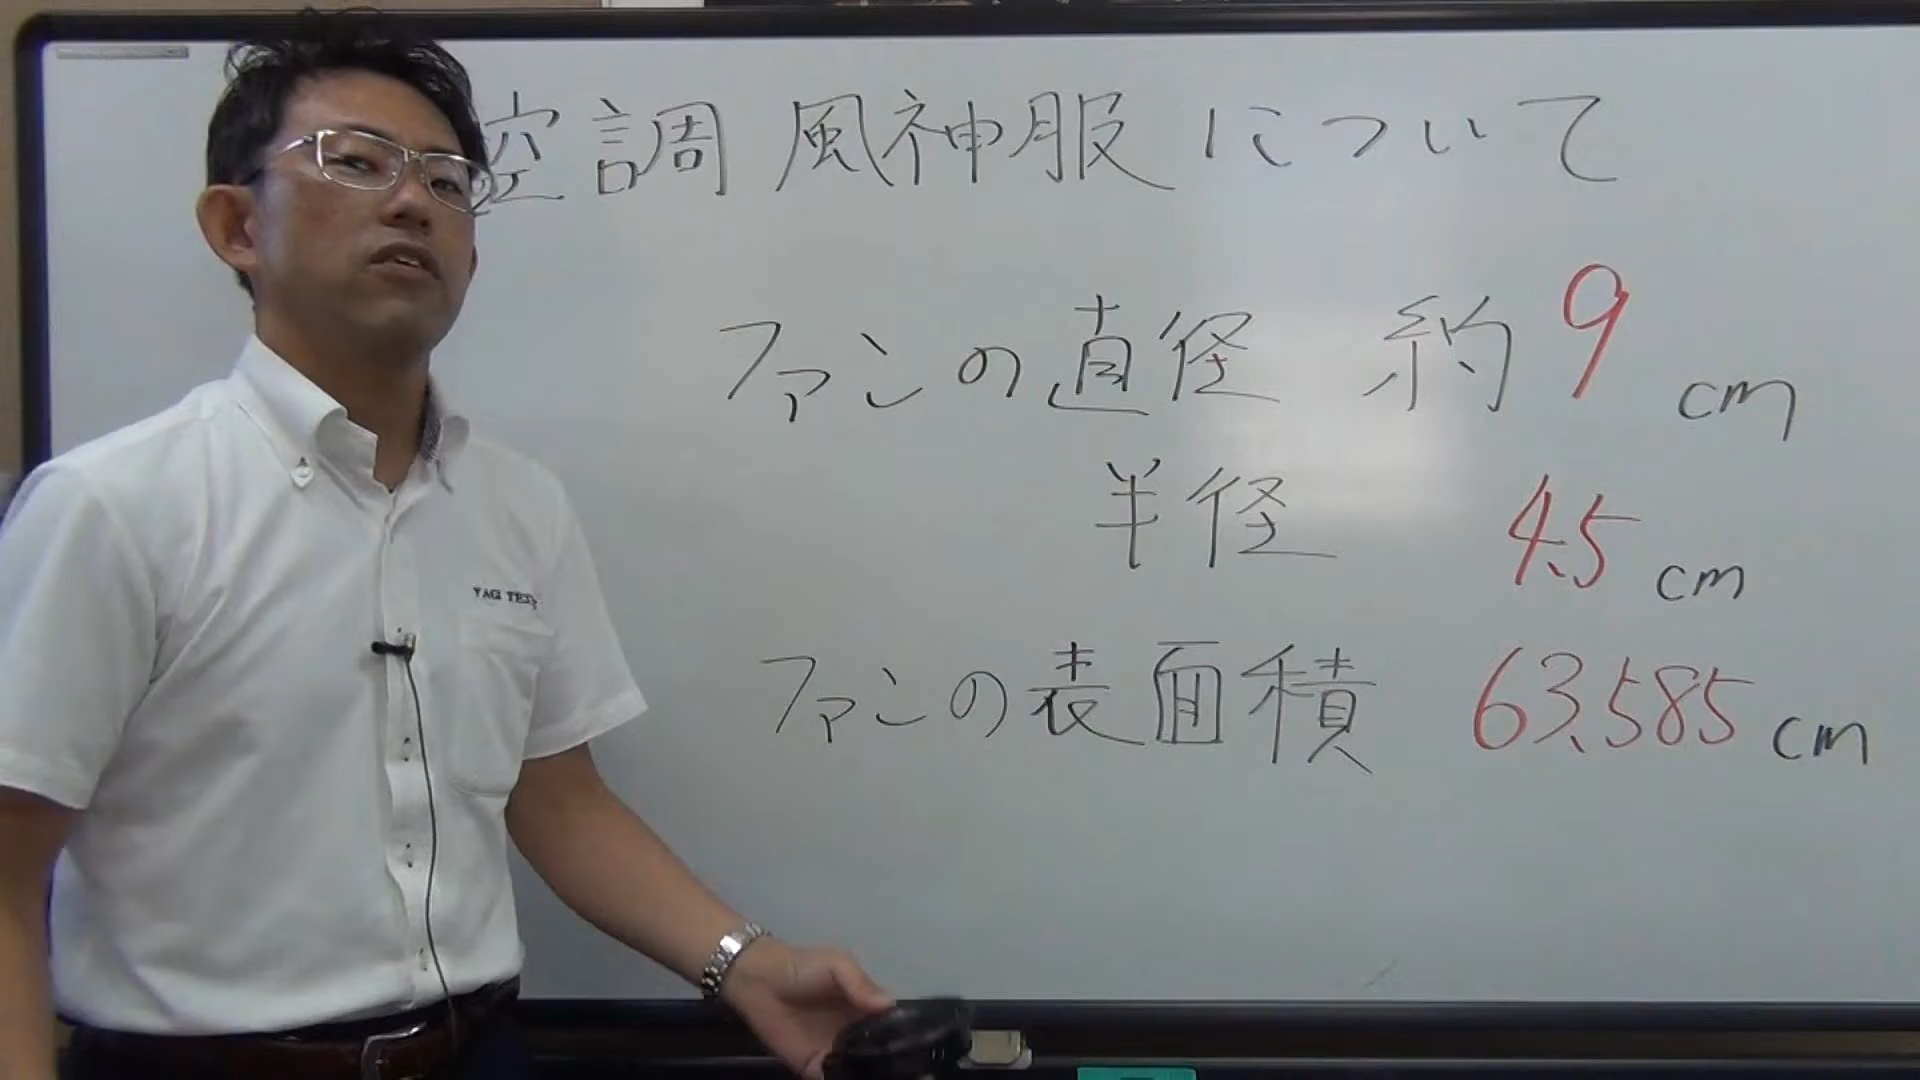 空調風神服について
ファンの直径 約9cm
半径 4.5cm
ファンの表面積 63.585cm
YAGI